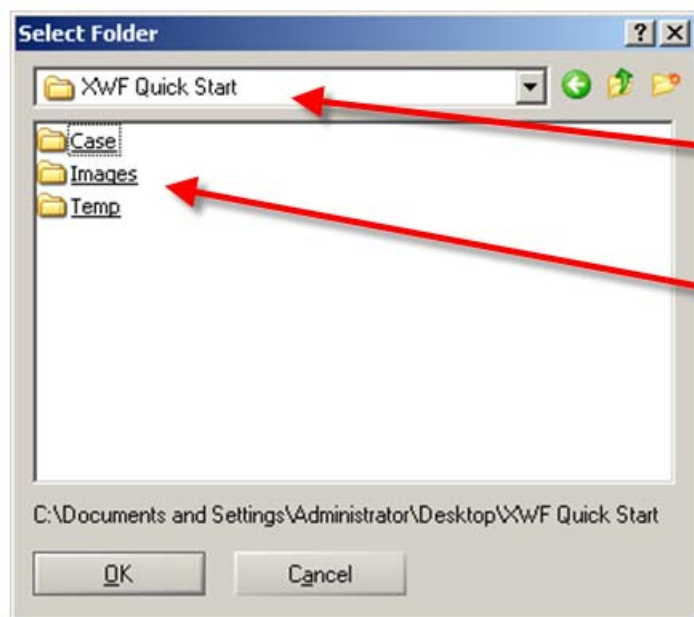 Select Folder
XWF Quick Start
Case
Images
Temp
C:\Documents and Settings\Administrator\Desktop\XWF Quick Start
OK
Cancel